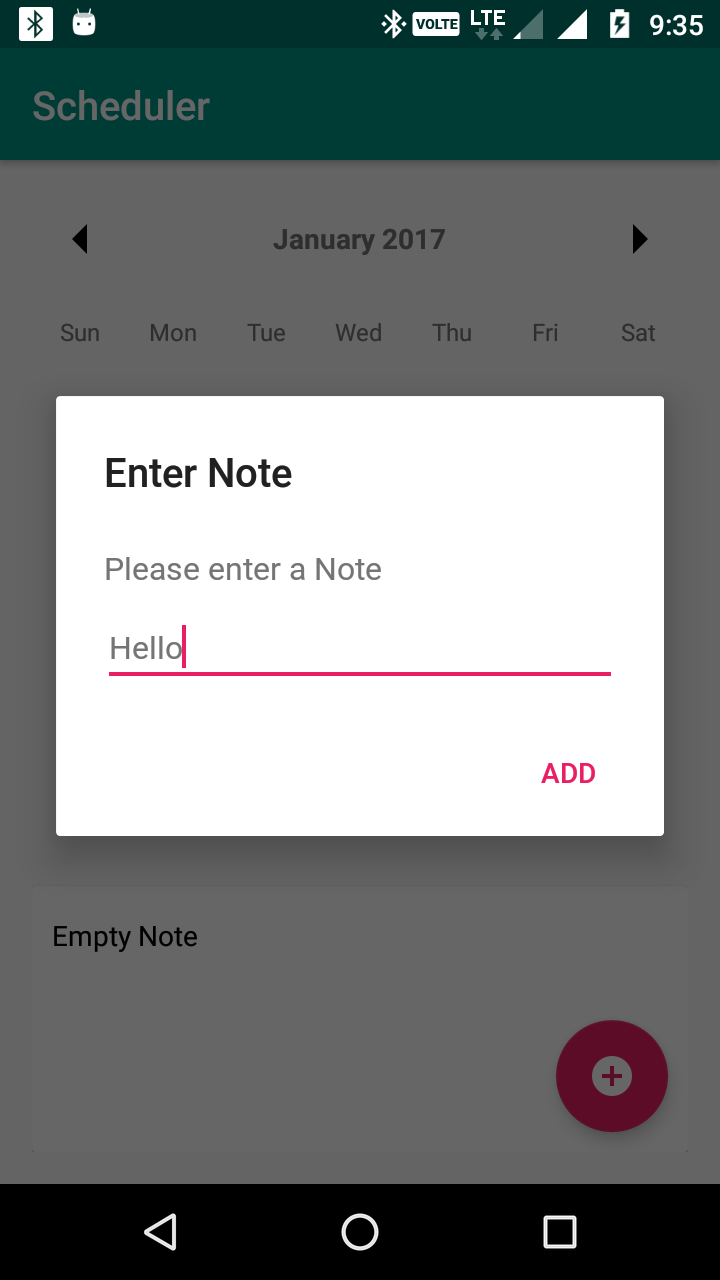 VOLTE LTE 9:35
Scheduler
January 2017
Sun Mon Tue Wed Thu Fri Sat
Enter Note
Please enter a Note
Hello
ADD
Empty Note